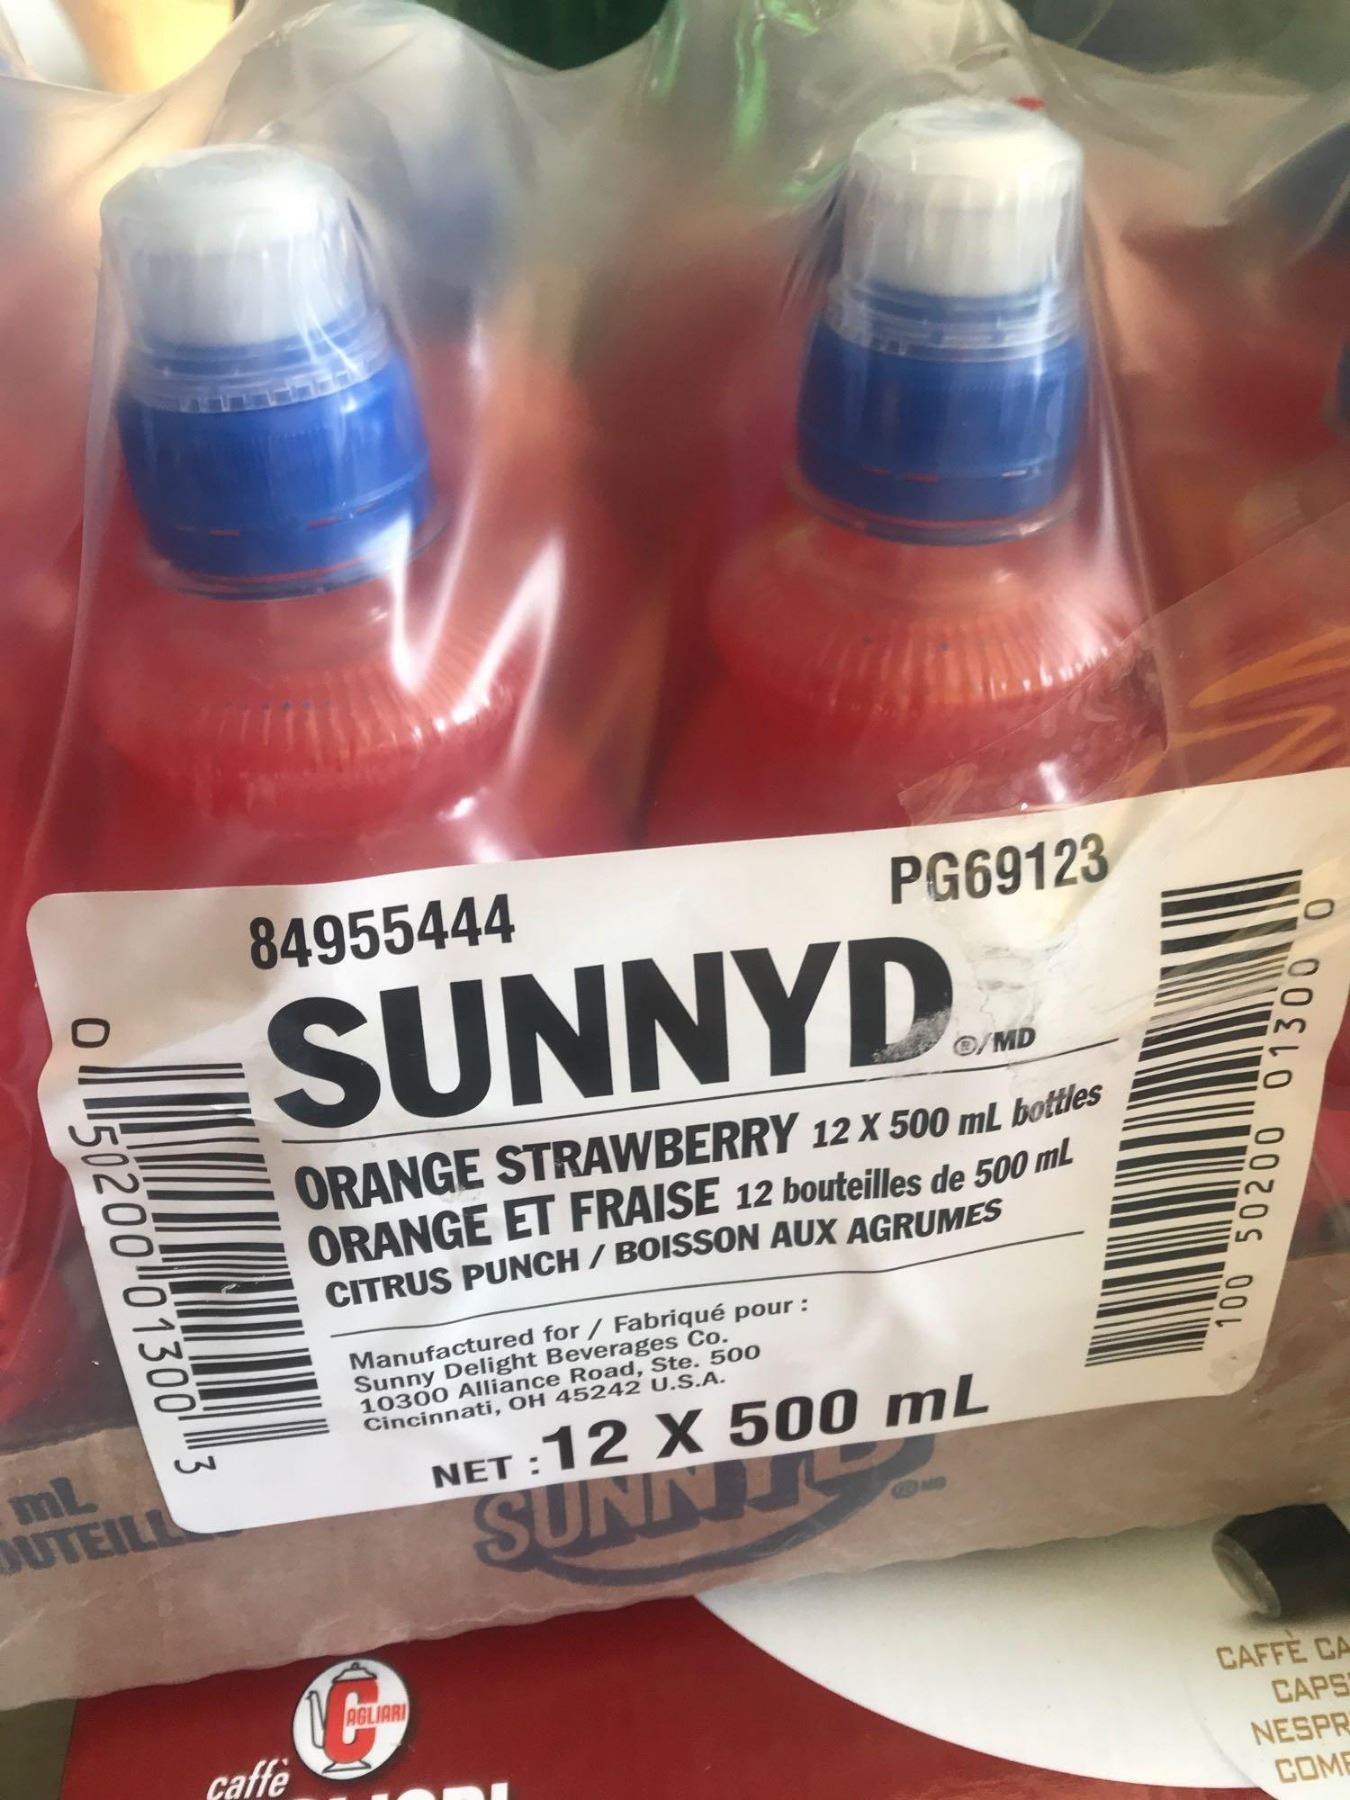 84955444
PG69123
SUNNYD ®/MD
ORANGE STRAWBERRY 12 X 500 mL bottles
ORANGE ET FRAISE 12 bouteilles de 500 mL
CITRUS PUNCH / BOISSON AUX AGRUMES
Manufactured for / Fabriqué pour :
Sunny Delight Beverages Co.
10300 Alliance Road, Ste. 500
Cincinnati, OH 45242 U.S.A.
NET : 12 X 500 mL
0 50200 01300 3
100 50200 01300 0
mL
SUNNYD
CAGLIARI
caffè
CAFFÈ